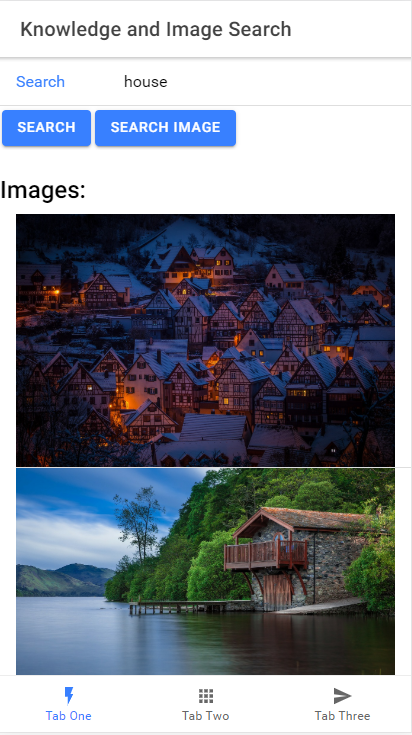 Knowledge and Image Search
Search house
SEARCH SEARCH IMAGE
Images:
Tab One Tab Two Tab Three